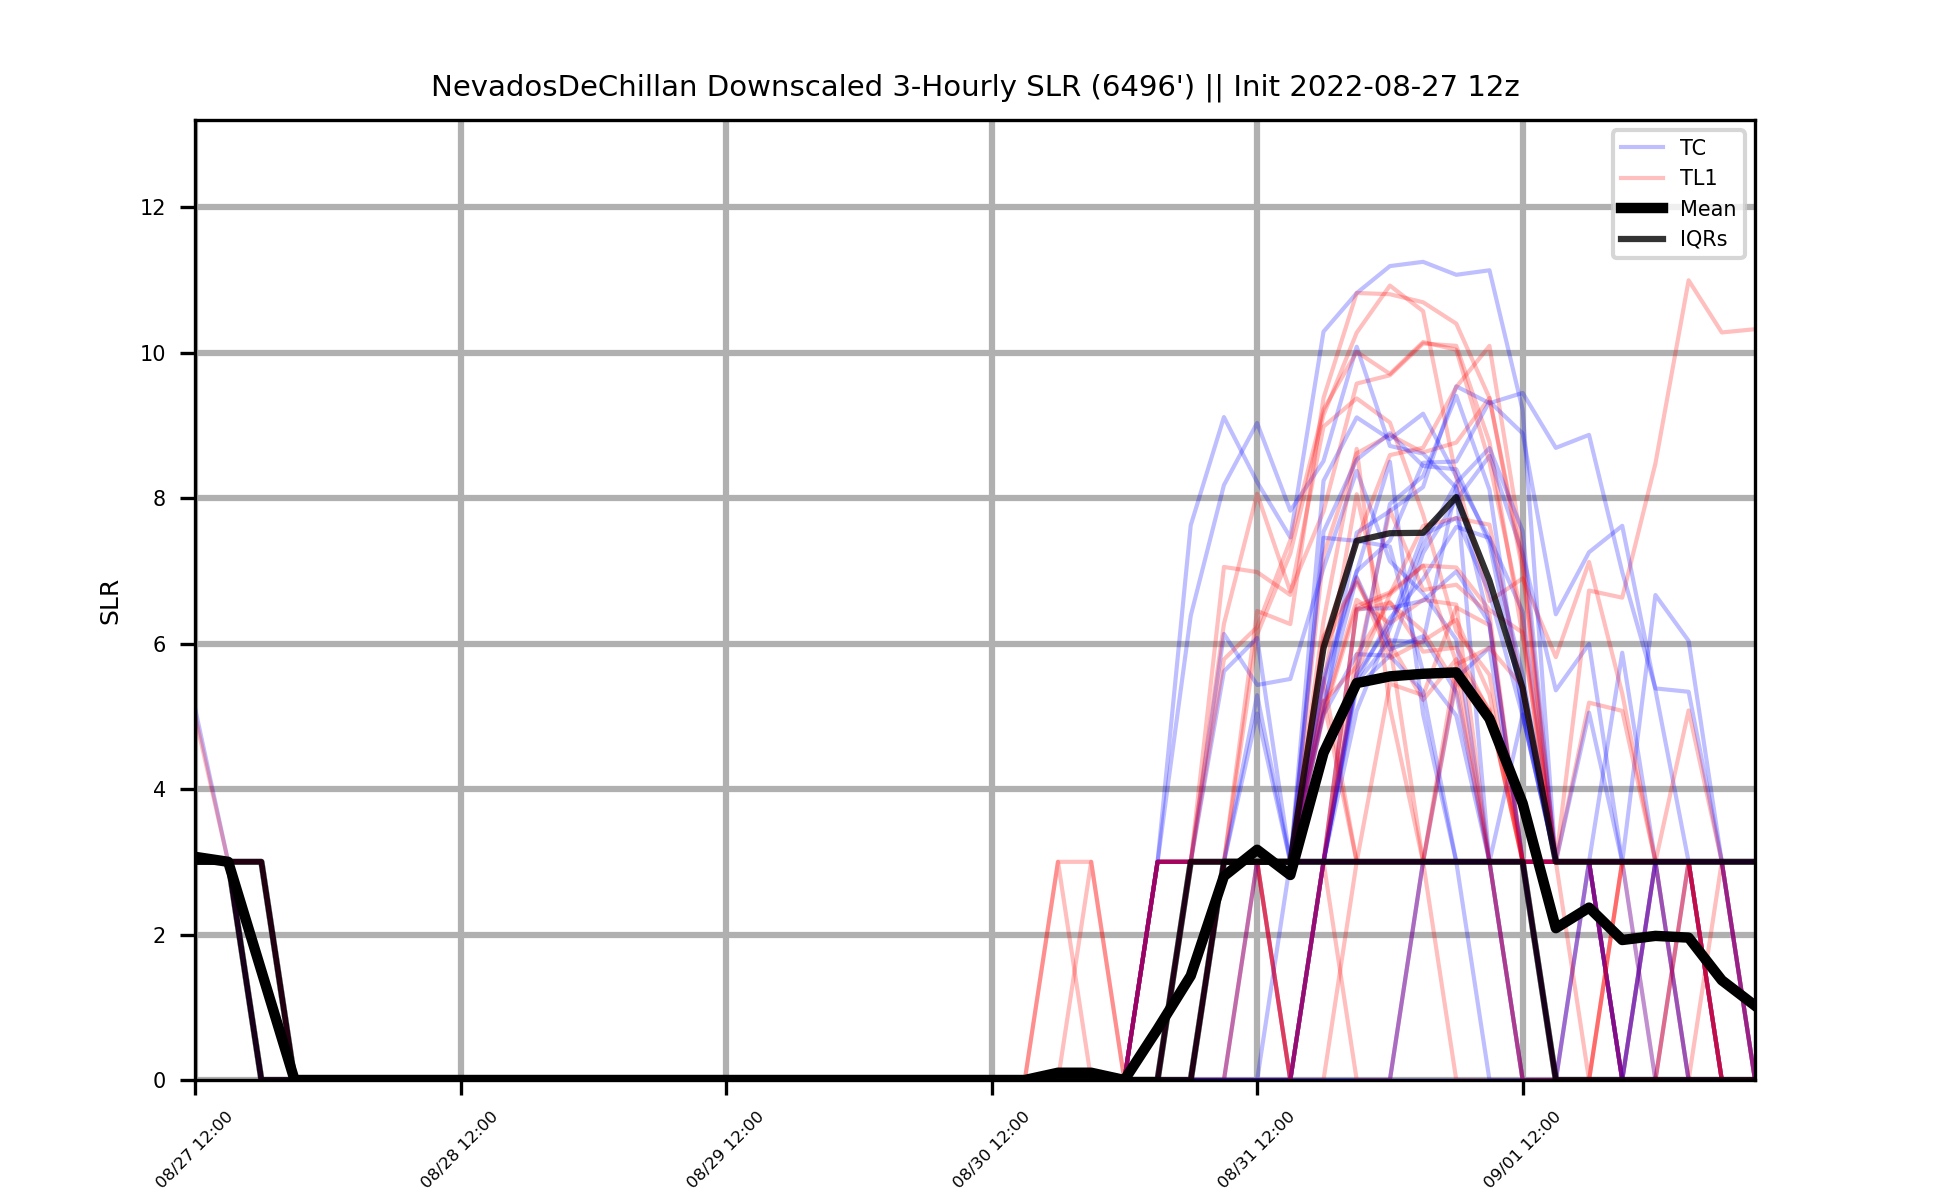 NevadosDeChillan Downscaled 3-Hourly SLR (6496') || Init 2022-08-27 12z
TC
TL1
Mean
IQRs
SLR
12
10
8
6
4
2
0
08/27 12:00
08/28 12:00
08/29 12:00
08/30 12:00
08/31 12:00
09/01 12:00